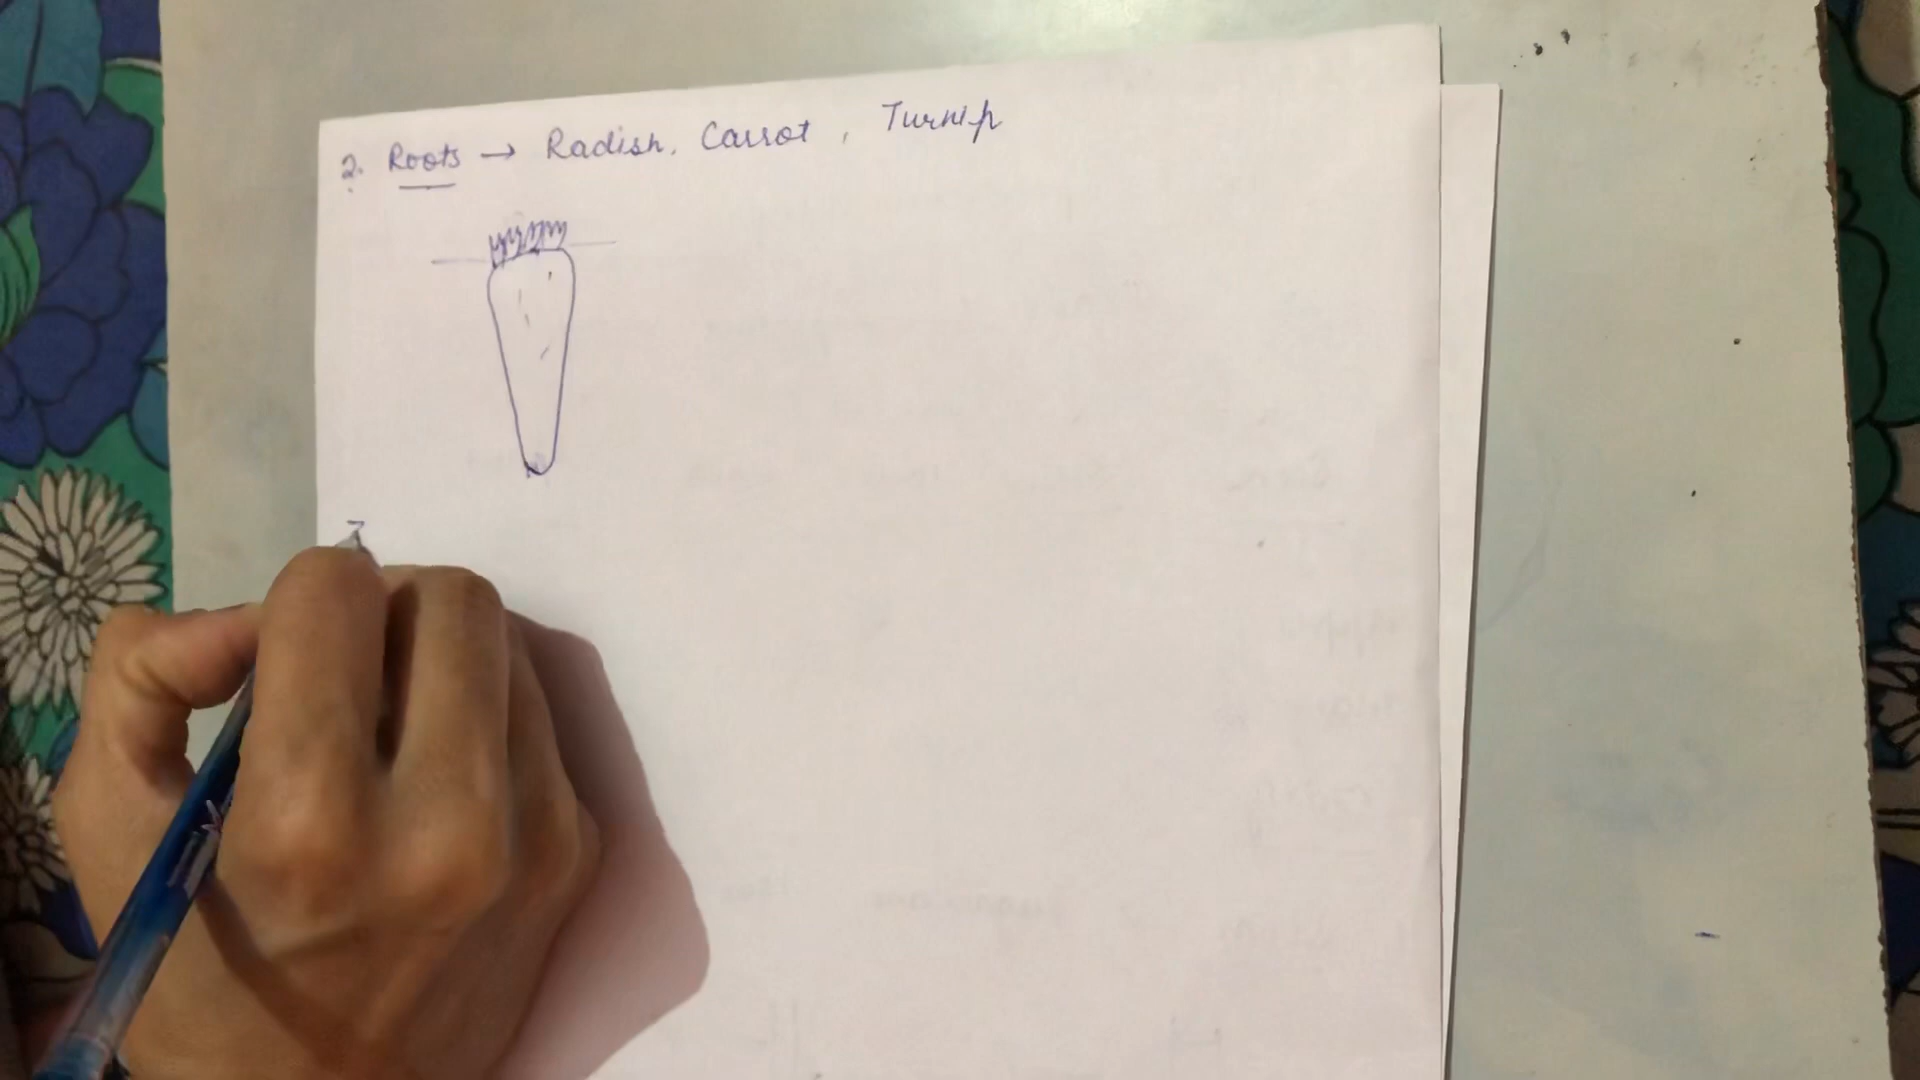 2. Roots → Radish, Carrot, Turnip